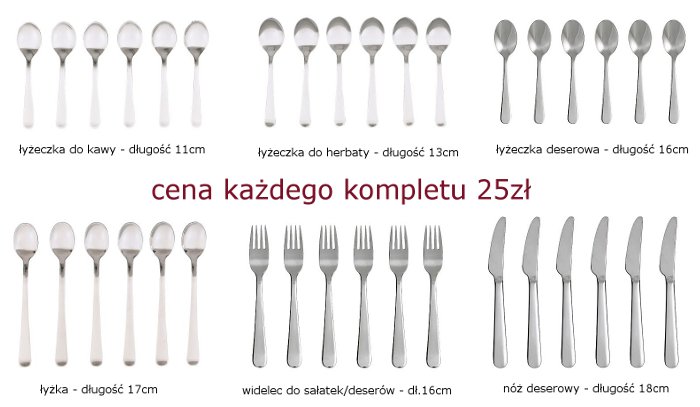 łyżeczka do kawy - długość 11cm
łyżeczka do herbaty - długość 13cm
łyżeczka deserowa - długość 16cm
cena każdego kompletu 25zł
łyżka - długość 17cm
widelec do sałatek/deserów - dł.16cm
nóż deserowy - długość 18cm